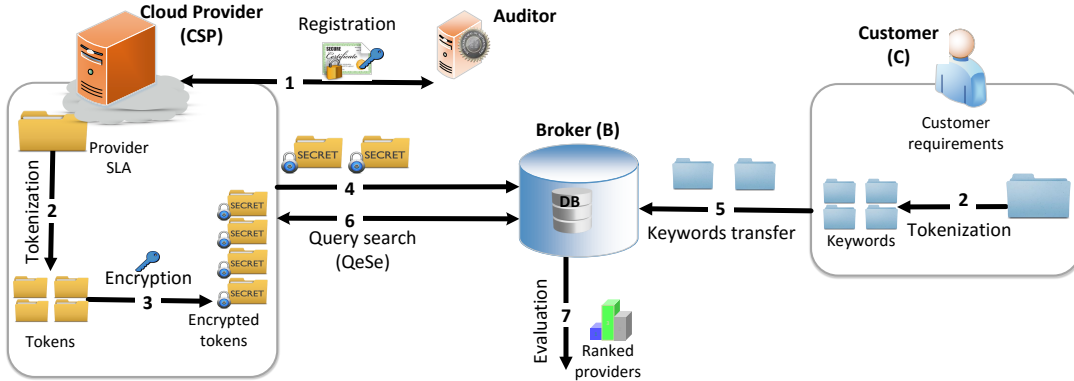 Cloud Provider
(CSP)
Registration
SECURE
Certificate
1
Auditor
Customer
(C)
Provider
SLA
Tokenization
2
Tokens
Encryption
3
SECRET
SECRET
SECRET
SECRET
Encrypted
tokens
SECRET
SECRET
4
6
Query search
(QeSe)
Broker (B)
DB
Evaluation
7
Ranked
providers
5
Keywords transfer
Customer
requirements
Keywords
2
Tokenization